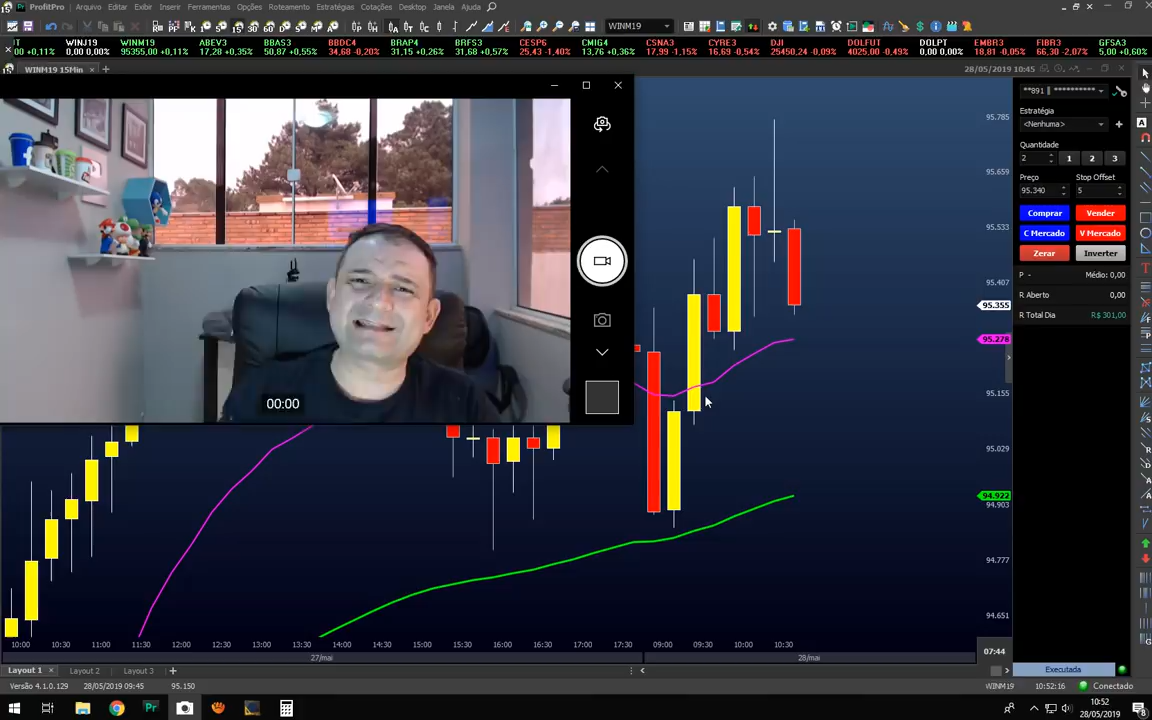 ProfitPro
Arquivo Editar Exibir Inserir Ferramentas Opções Roteamento Estratégias Cotações Desktop Janela Ajuda
WINM19
WINJ19 WINM19 ABEV3 BBAS3 BBDC4 BRAP4 BRFS3 CESP6 CMIG4 CSNA3 CYRE3 DJI DOLFUT DOLPT EMBR3 FIBR3 GFSA3
+0,11% 0,00 0,00% 95355,00 +0,11% 17,28 +0,35% 50,87 +0,55% 34,68 -0,20% 31,15 +0,26% 31,68 +0,57% 25,43 -1,40% 13,76 +0,36% 17,99 -1,15% 16,69 -0,54% 25450,24 -0,09% 4025,00 -0,49% 0,00 0,00% 18,81 -0,05% 66,30 -2,07% 5,00 +0,60%
WINM19 15Min
28/05/2019 10:45
00:00
95.785
95.659
95.533
95.407
95.355
95.278
95.155
95.029
94.922
94.903
94.777
94.651
**891 || **********
Estratégia
<Nenhuma>
Quantidade
2 1 2 3
Preço Stop Offset
95.340 5
Comprar Vender
C Mercado V Mercado
Zerar Inverter
P - Médio: 0,00
R Aberto 0,00
R Total Dia R$ 301,00
10:00 10:30 11:00 11:30 12:00 12:30 13:00 13:30 14:00 14:30 15:00 15:30 16:00 16:30 17:00 17:30 09:00 09:30 10:00 10:30
07:44
27/mai 28/mai
Layout 1 Layout 2 Layout 3
Executada
Versão 4.1.0.129 28/05/2019 09:45 95.150
WINM19 10:52:16 Conectado
10:52
28/05/2019